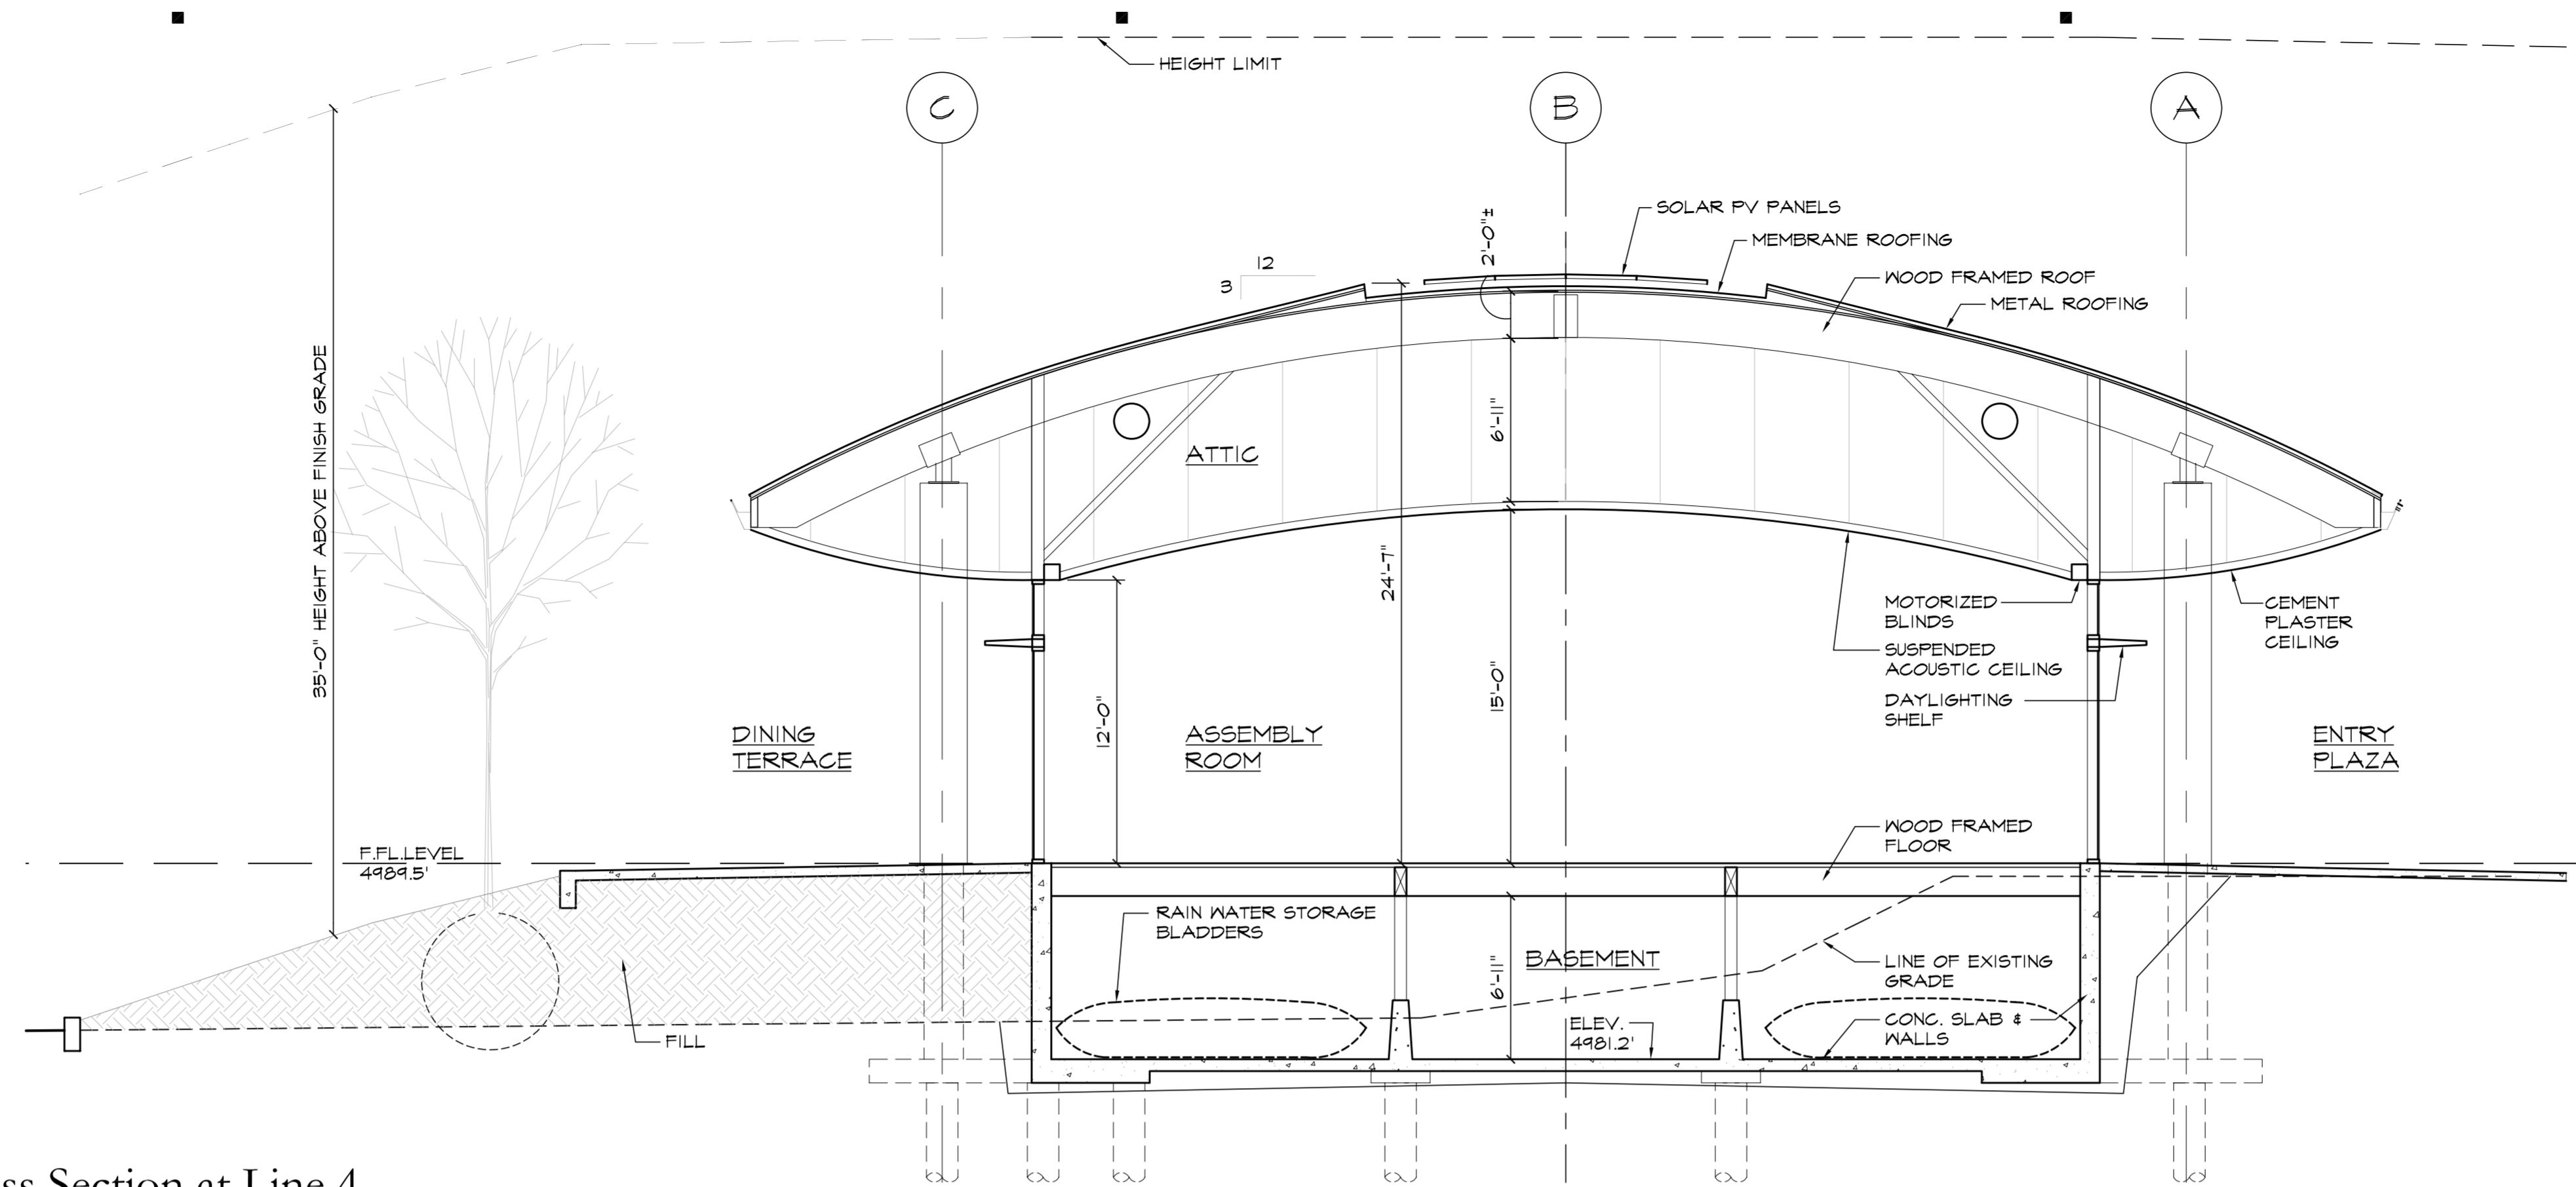 HEIGHT LIMIT
C
B
A
SOLAR PV PANELS
MEMBRANE ROOFING
WOOD FRAMED ROOF
METAL ROOFING
2'-0"±
12
3
35'-0" HEIGHT ABOVE FINISH GRADE
ATTIC
6'-11"
24'-7"
12'-0"
15'-0"
MOTORIZED
BLINDS
SUSPENDED
ACOUSTIC CEILING
DAYLIGHTING
SHELF
CEMENT
PLASTER
CEILING
DINING
TERRACE
ASSEMBLY
ROOM
ENTRY
PLAZA
F.FL.LEVEL
4989.5'
WOOD FRAMED
FLOOR
RAIN WATER STORAGE
BLADDERS
BASEMENT
6'-11"
LINE OF EXISTING
GRADE
ELEV.
4981.2'
CONC. SLAB &
WALLS
FILL
ss Section at Line 4